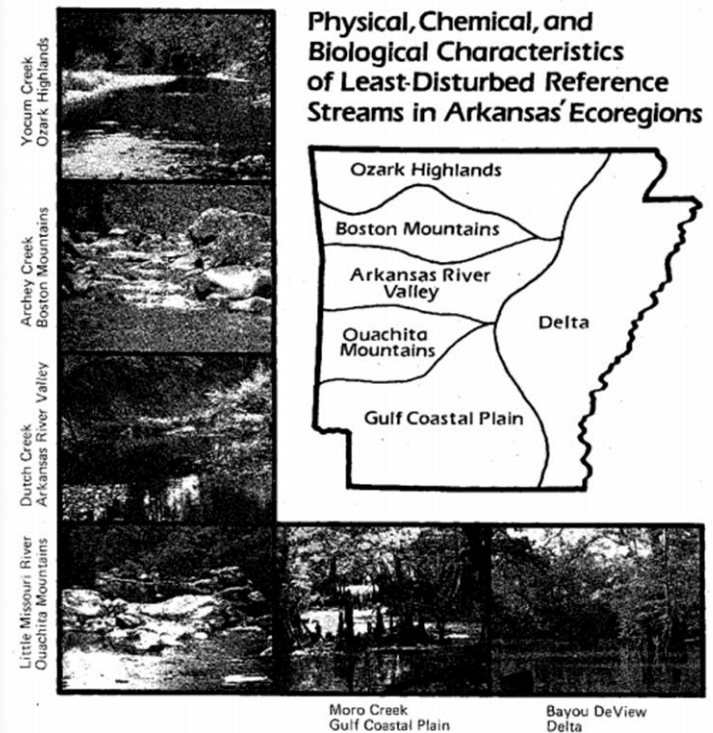 Physical, Chemical, and
Biological Characteristics
of Least-Disturbed Reference
Streams in Arkansas' Ecoregions
Yocum Creek
Ozark Highlands
Archey Creek
Boston Mountains
Dutch Creek
Arkansas River Valley
Little Missouri River
Ouachita Mountains
Ozark Highlands
Boston Mountains
Arkansas River
Valley
Ouachita
Mountains
Delta
Gulf Coastal Plain
Moro Creek
Gulf Coastal Plain
Bayou DeView
Delta